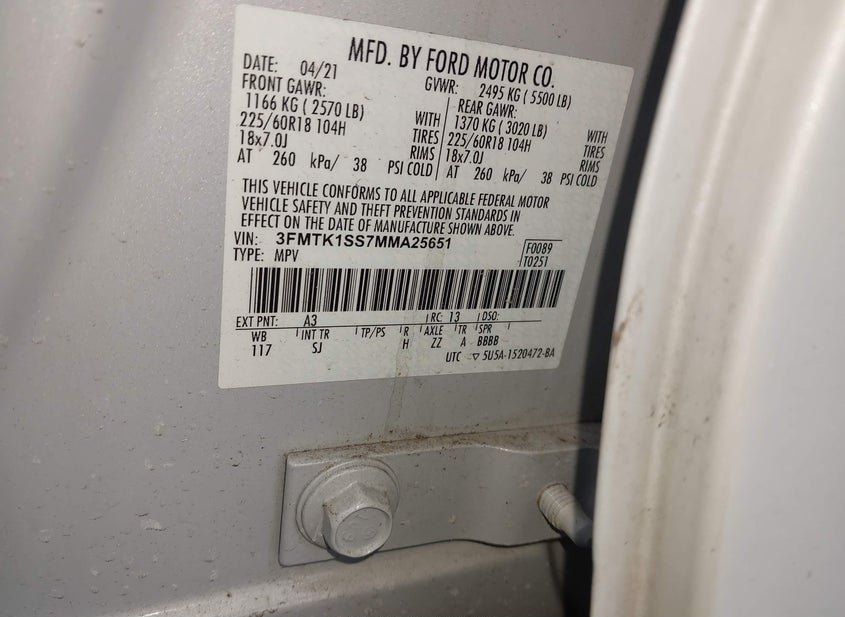 MFD. BY FORD MOTOR CO.
DATE: 04/21 GVWR: 2495 KG ( 5500 LB)
FRONT GAWR: REAR GAWR:
1166 KG ( 2570 LB) WITH 1370 KG ( 3020 LB) WITH
225/60R18 104H TIRES 225/60R18 104H TIRES
18x7.0J RIMS 18x7.0J RIMS
AT 260 kPa/ 38 PSI COLD AT 260 kPa/ 38 PSI COLD
THIS VEHICLE CONFORMS TO ALL APPLICABLE FEDERAL MOTOR
VEHICLE SAFETY AND THEFT PREVENTION STANDARDS IN
EFFECT ON THE DATE OF MANUFACTURE SHOWN ABOVE.
VIN: 3FMTK1SS7MMA25651 F0089
TYPE: MPV T0251
EXT PNT: A3 RC: 13 DSO:
WB INT TR TP/PS R AXLE TR SPR
117 SJ H ZZ A BBBB
UTC ▽ 5U5A-1520472-BA